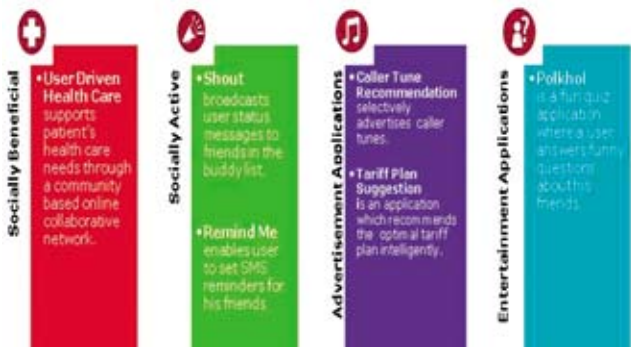 Socially Beneficial
• User Driven
Health Care
supports
patient's
health care
needs through
a community
based online
collaborative
network.
Socially Active
• Shout
broadcasts
user status
messages to
friends in the
buddy list.
• Remind Me
enables user
to set SMS
reminders for
his friends
Advertisement Applications
• Caller Tune
Recommendation
selectively
advertises caller
tunes.
• Tariff Plan
Suggestion
is an application
which recommends
the optimal tariff
plan intelligently.
Entertainment Applications
• Polkhol
is a fun quiz
application
where a user
answers funny
questions
about his
friends.